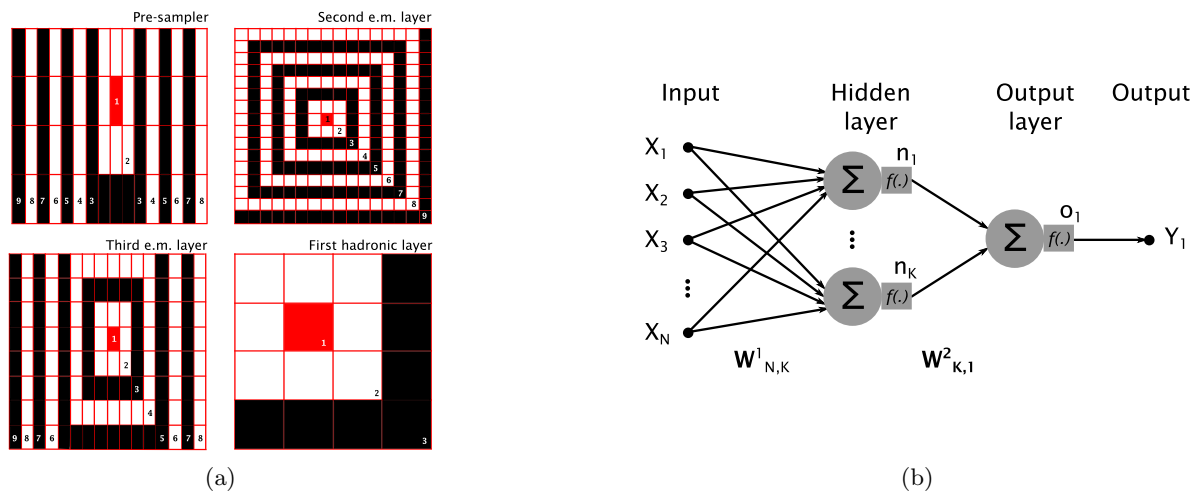 Pre-sampler
1
2
9 8 7 6 5 4 3 3 4 5 6 7 8
Second e.m. layer
1
2
3
4
5
6
7
8
9
Third e.m. layer
1
2
3
4
9 8 7 6 5 6 7 8
First hadronic layer
1
2
3
(a)
Input
Hidden
layer
Output
layer
Output
X1
X2
X3
XN
Σ
f(.)
n1
Σ
f(.)
nK
Σ
f(.)
o1
Y1
W1N,K
W2K,1
(b)